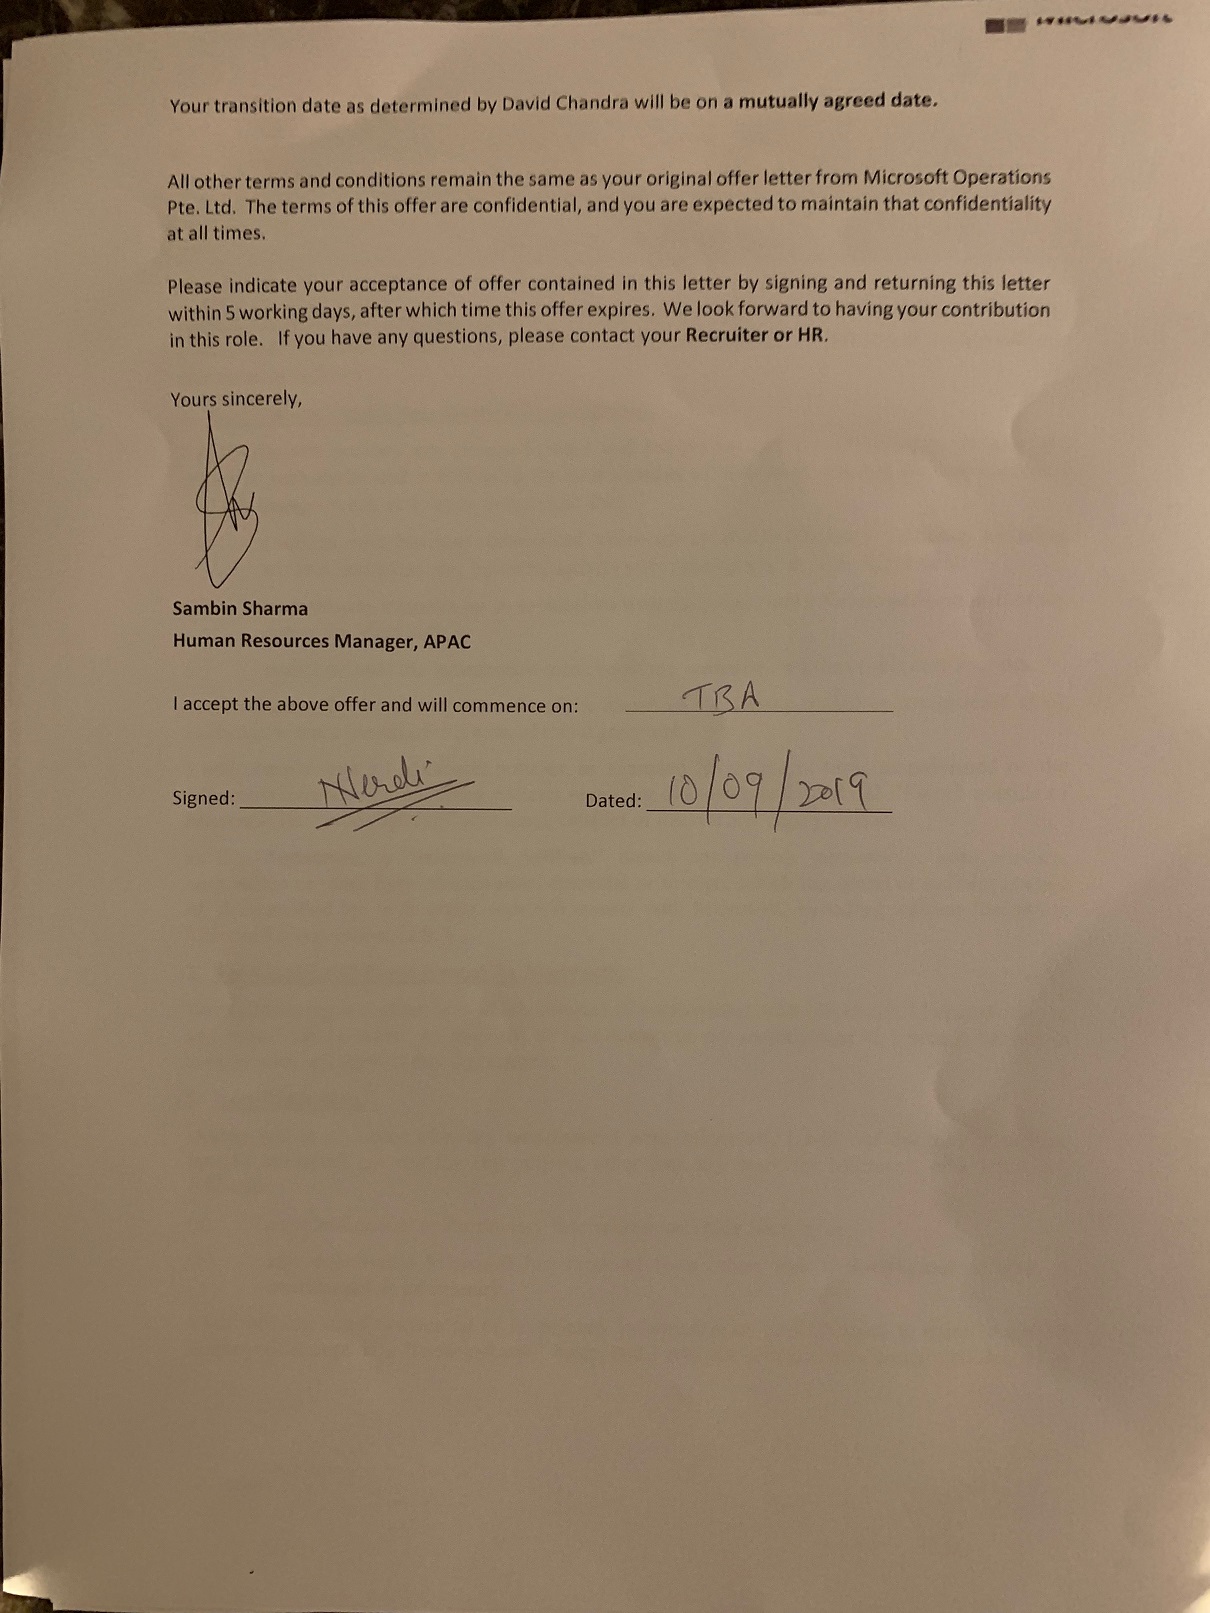 Your transition date as determined by David Chandra will be on a mutually agreed date.
All other terms and conditions remain the same as your original offer letter from Microsoft Operations
Pte. Ltd. The terms of this offer are confidential, and you are expected to maintain that confidentiality
at all times.
Please indicate your acceptance of offer contained in this letter by signing and returning this letter
within 5 working days, after which time this offer expires. We look forward to having your contribution
in this role. If you have any questions, please contact your Recruiter or HR.
Yours sincerely,
Sambin Sharma
Human Resources Manager, APAC
I accept the above offer and will commence on: TBA
Signed: Dated: 10/09/2019